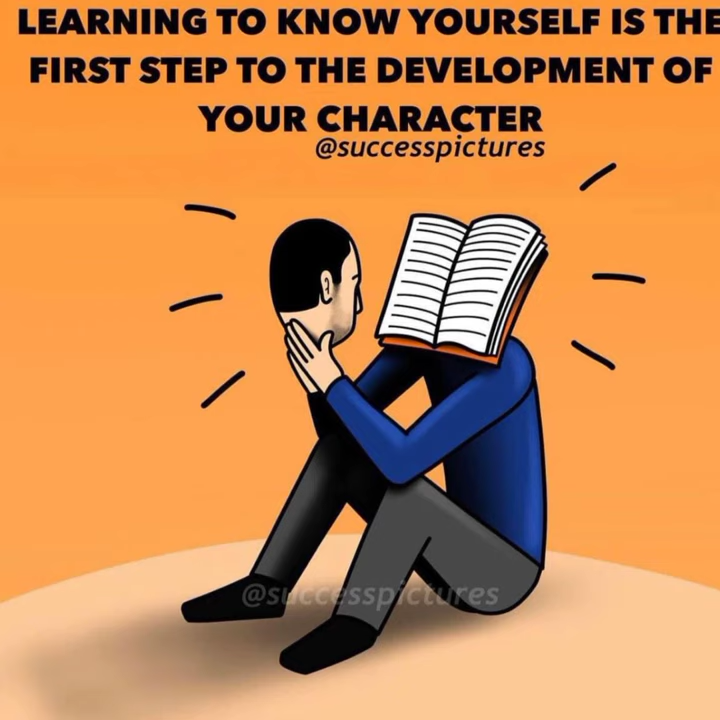 LEARNING TO KNOW YOURSELF IS THE
FIRST STEP TO THE DEVELOPMENT OF
YOUR CHARACTER
@successpictures
@successpictures